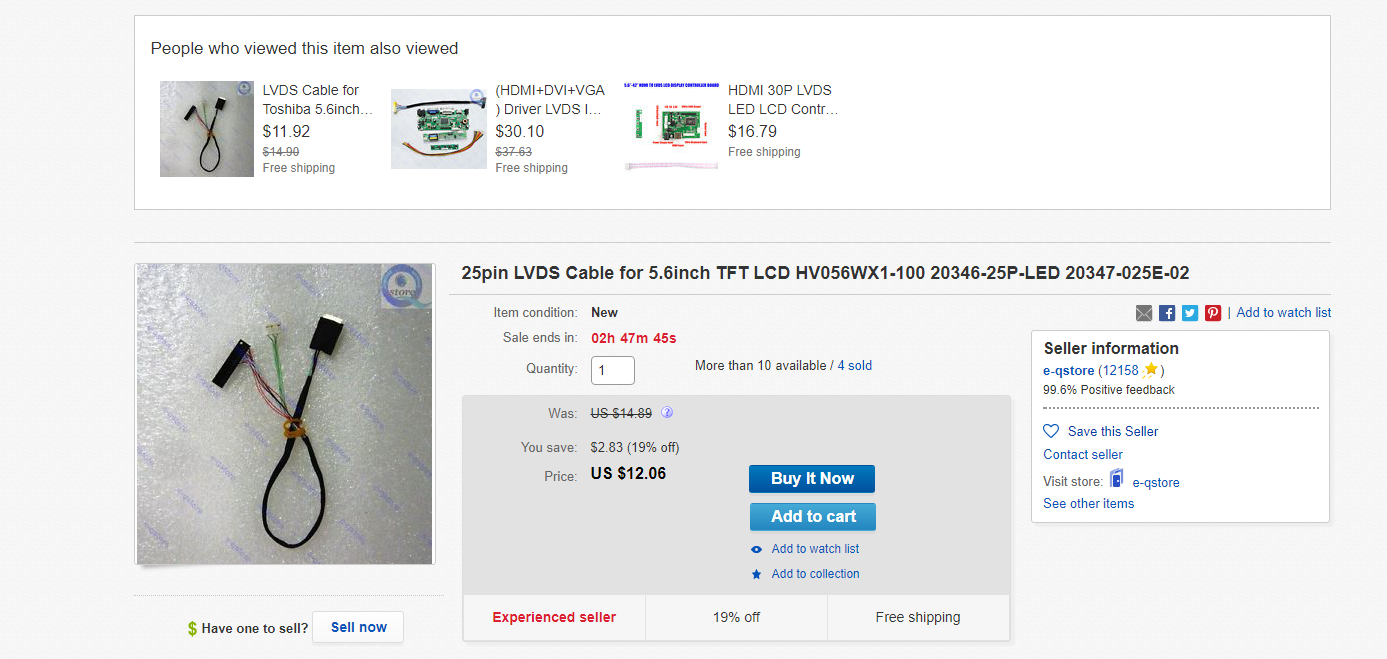 People who viewed this item also viewed
LVDS Cable for
Toshiba 5.6inch...
$11.92
$14.90
Free shipping
(HDMI+DVI+VGA
) Driver LVDS I...
$30.10
$37.63
Free shipping
HDMI 30P LVDS
LED LCD Contr...
$16.79
Free shipping
25pin LVDS Cable for 5.6inch TFT LCD HV056WX1-100 20346-25P-LED 20347-025E-02
store
e-qstore
Item condition: New
Sale ends in: 02h 47m 45s
Quantity: 1
More than 10 available / 4 sold
Was: US $14.89 ?
You save: $2.83 (19% off)
Price: US $12.06
Buy It Now
Add to cart
Add to watch list
Add to collection
Experienced seller
19% off
Free shipping
| Add to watch list
Seller information
e-qstore (12158 )
99.6% Positive feedback
Save this Seller
Contact seller
Visit store: e-qstore
See other items
$ Have one to sell? Sell now